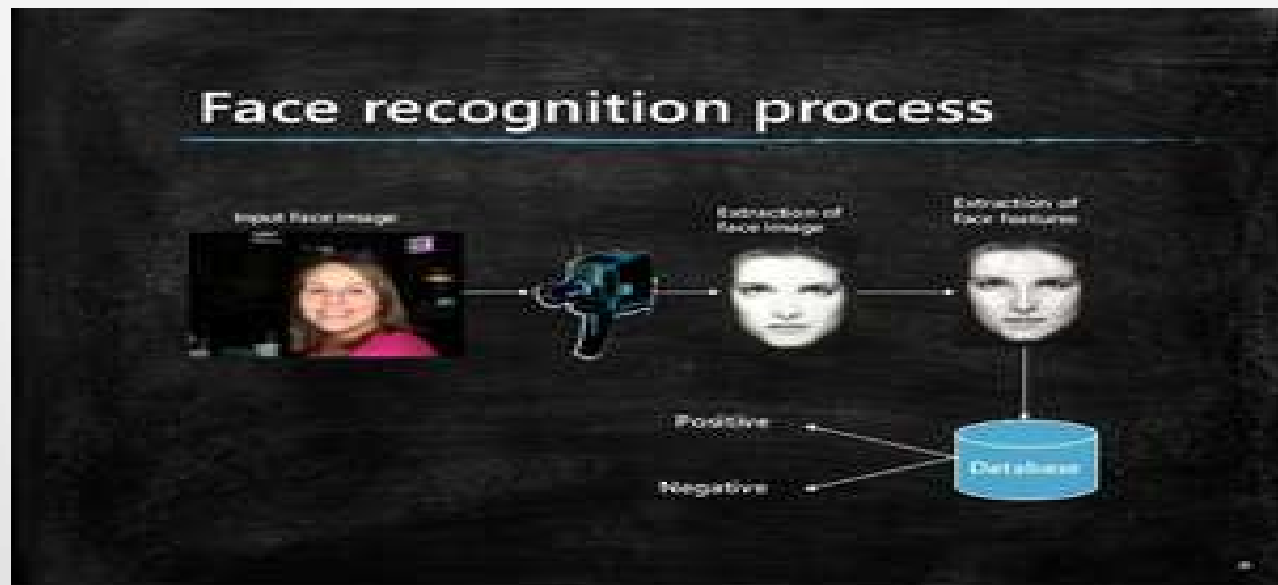 Face recognition process
Input face image
Extraction of
face image
Extraction of
face features
Positive
Negative
Database